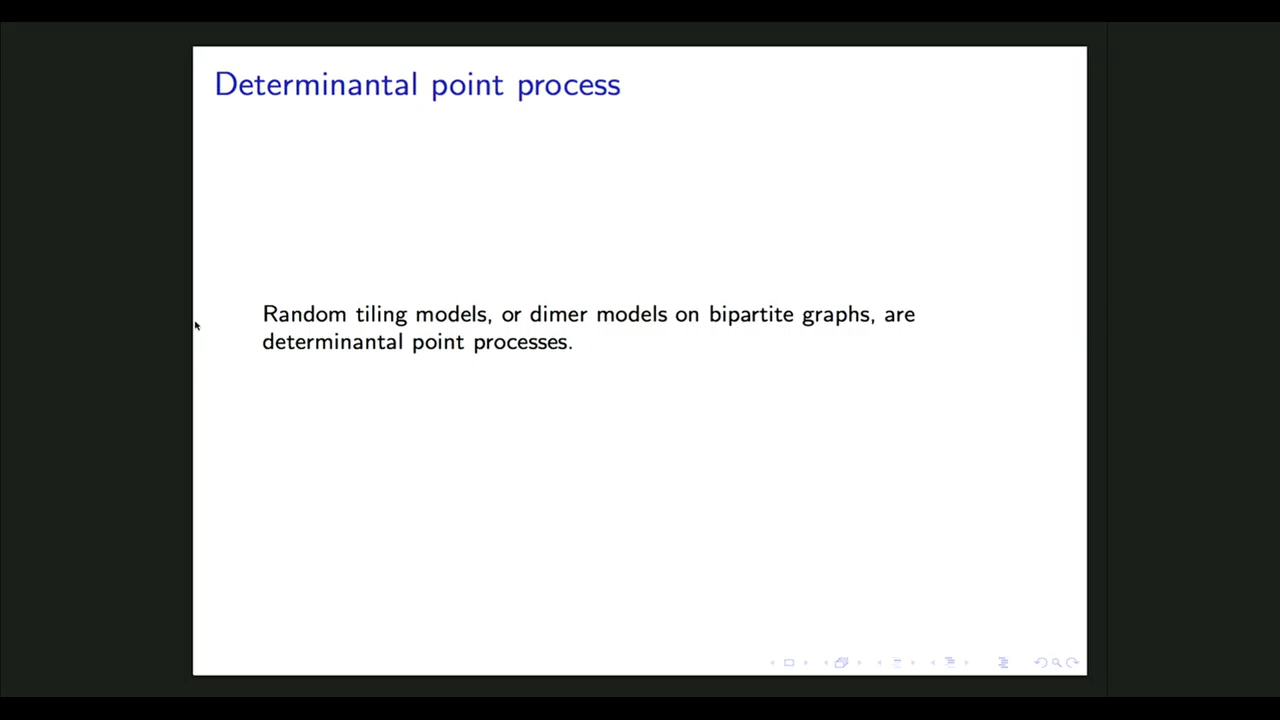 Determinantal point process
Random tiling models, or dimer models on bipartite graphs, are
determinantal point processes.